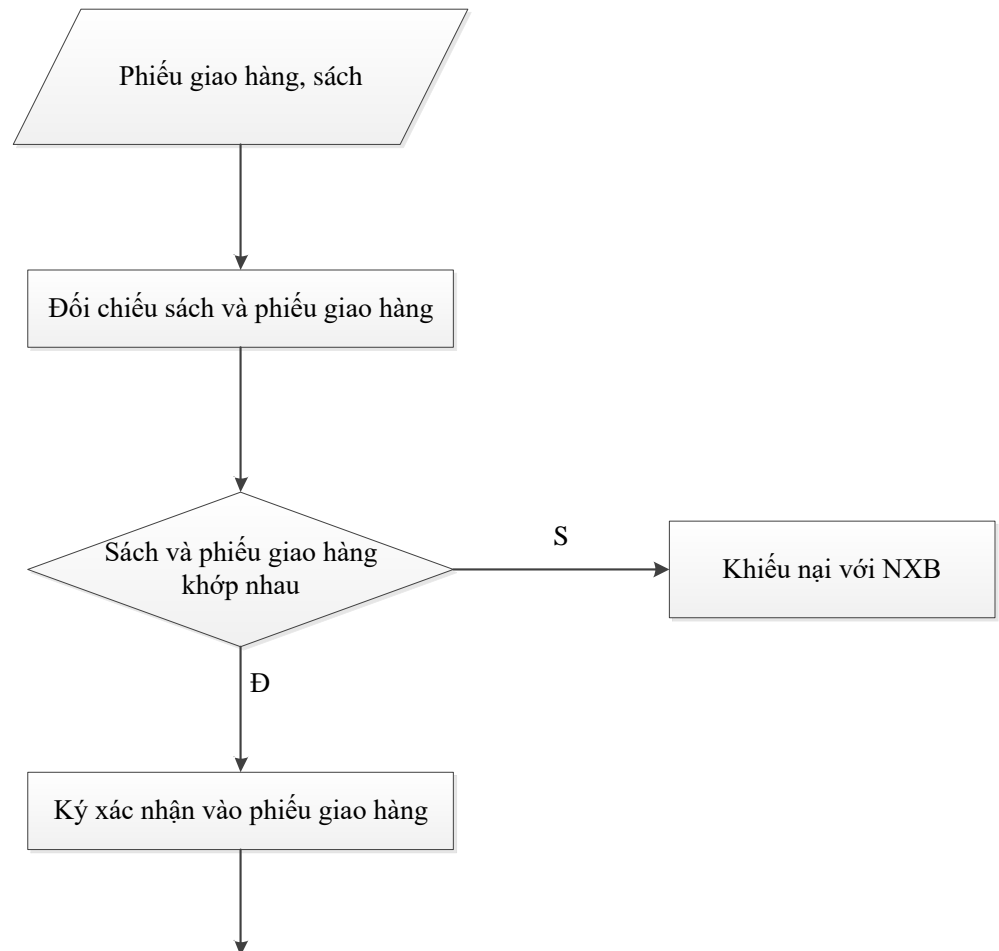 Phiếu giao hàng, sách
Đối chiếu sách và phiếu giao hàng
Sách và phiếu giao hàng
khớp nhau
S
Khiếu nại với NXB
Đ
Ký xác nhận vào phiếu giao hàng